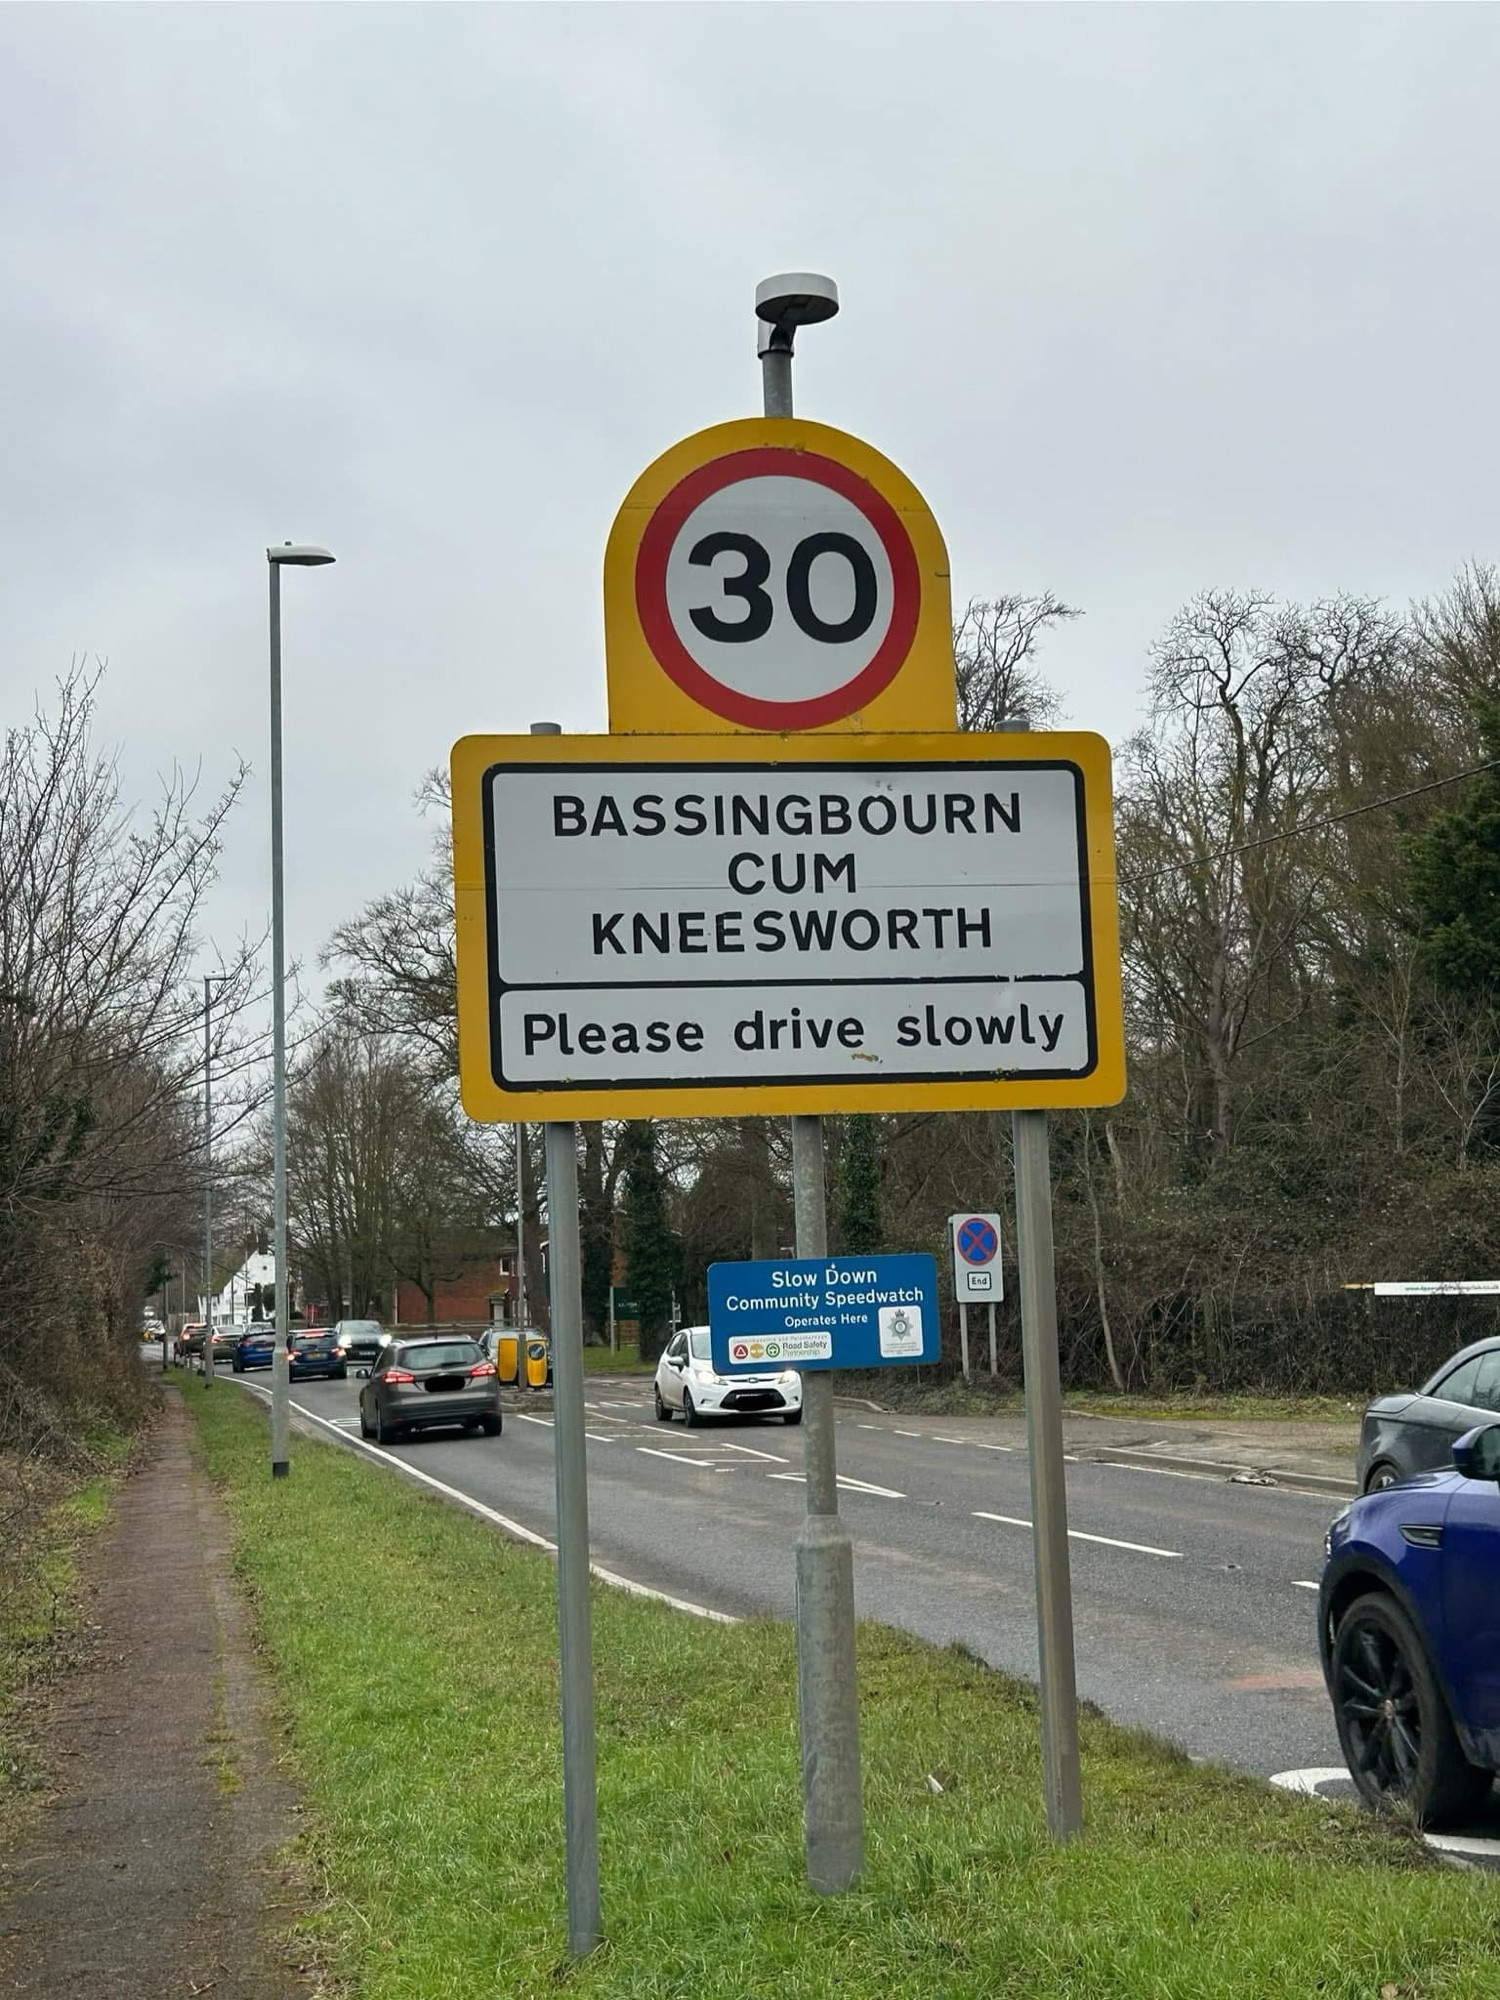 30
BASSINGBOURN
CUM
KNEESWORTH
Please drive slowly
Slow Down
Community Speedwatch
Operates Here
Road Safety
Partnership
End